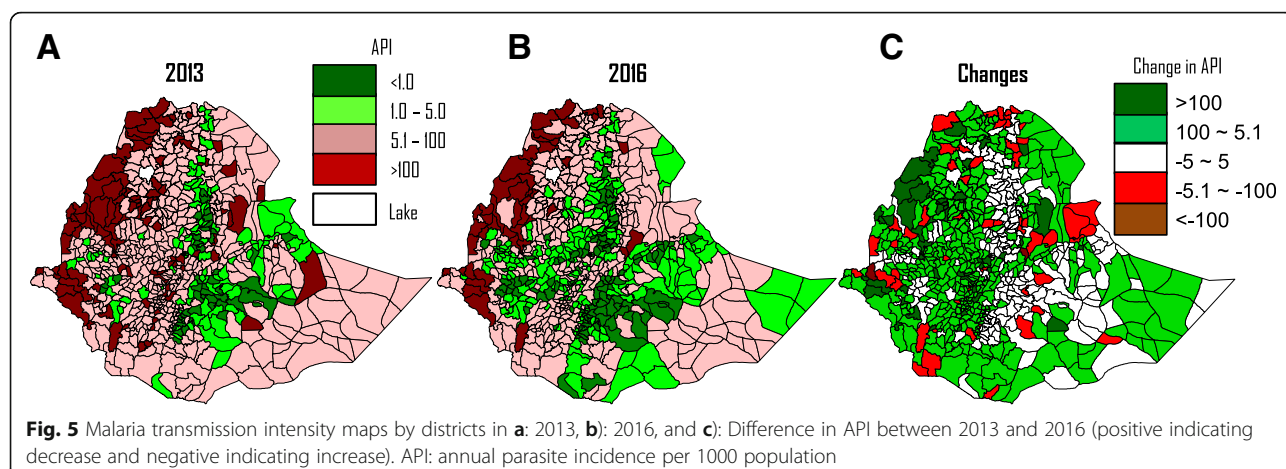 A
2013
API
<1.0
1.0 – 5.0
5.1 – 100
>100
Lake
B
2016
C
Changes
Change in API
>100
100 ~ 5.1
-5 ~ 5
-5.1 ~ -100
<-100
Fig. 5 Malaria transmission intensity maps by districts in a: 2013, b): 2016, and c): Difference in API between 2013 and 2016 (positive indicating
decrease and negative indicating increase). API: annual parasite incidence per 1000 population